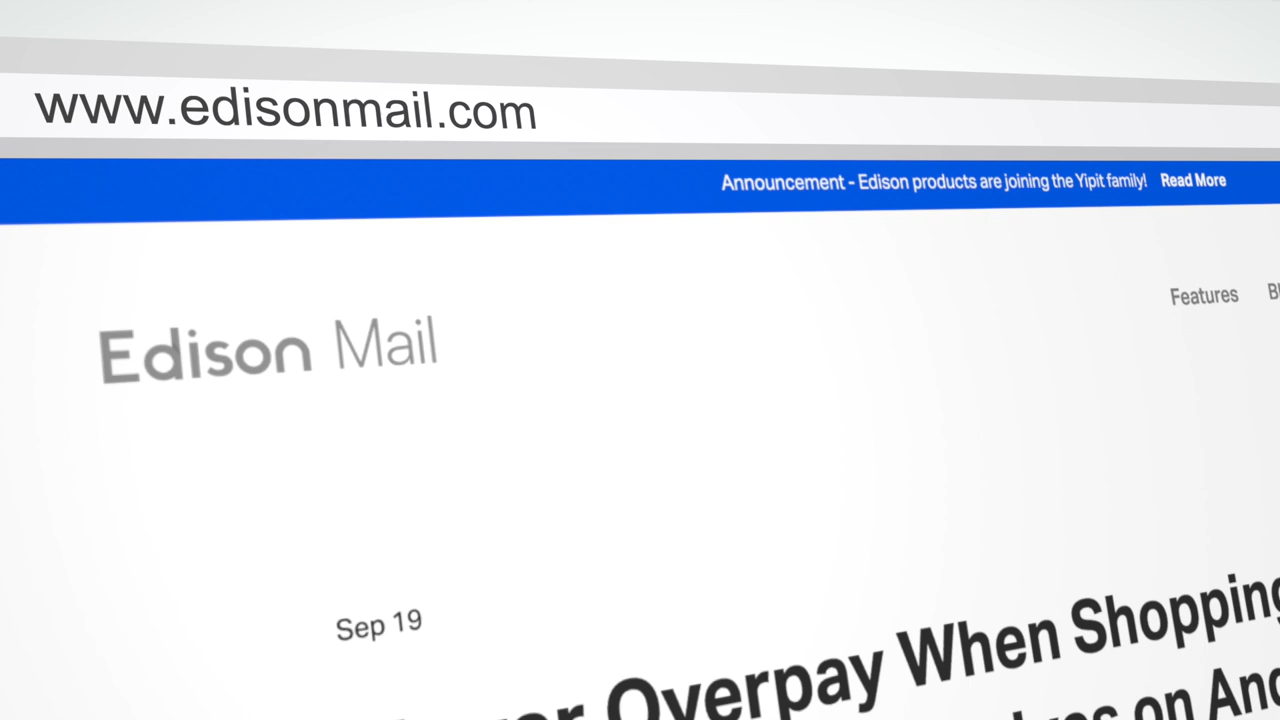 www.edisonmail.com
Announcement - Edison products are joining the Yipit family! Read More
Features
Edison Mail
Sep 19
Overpay When Shopping
on